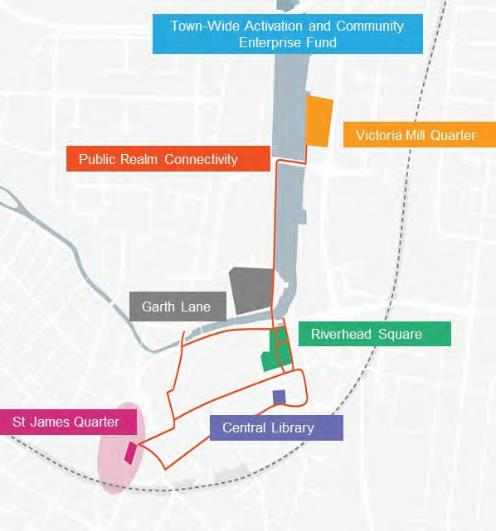 Town-Wide Activation and Community
Enterprise Fund
Victoria Mill Quarter
Public Realm Connectivity
Garth Lane
Riverhead Square
St James Quarter
Central Library